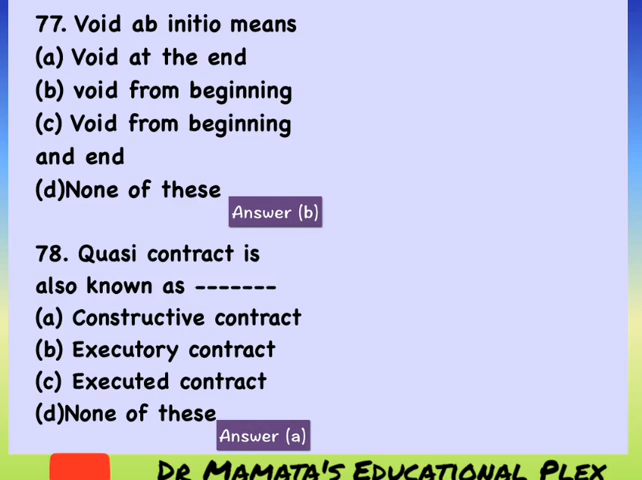 77. Void ab initio means
(a) Void at the end
(b) void from beginning
(c) Void from beginning
and end
(d)None of these
Answer (b)
78. Quasi contract is
also known as -------
(a) Constructive contract
(b) Executory contract
(c) Executed contract
(d)None of these
Answer (a)
Dr Mamata's Educational Plex